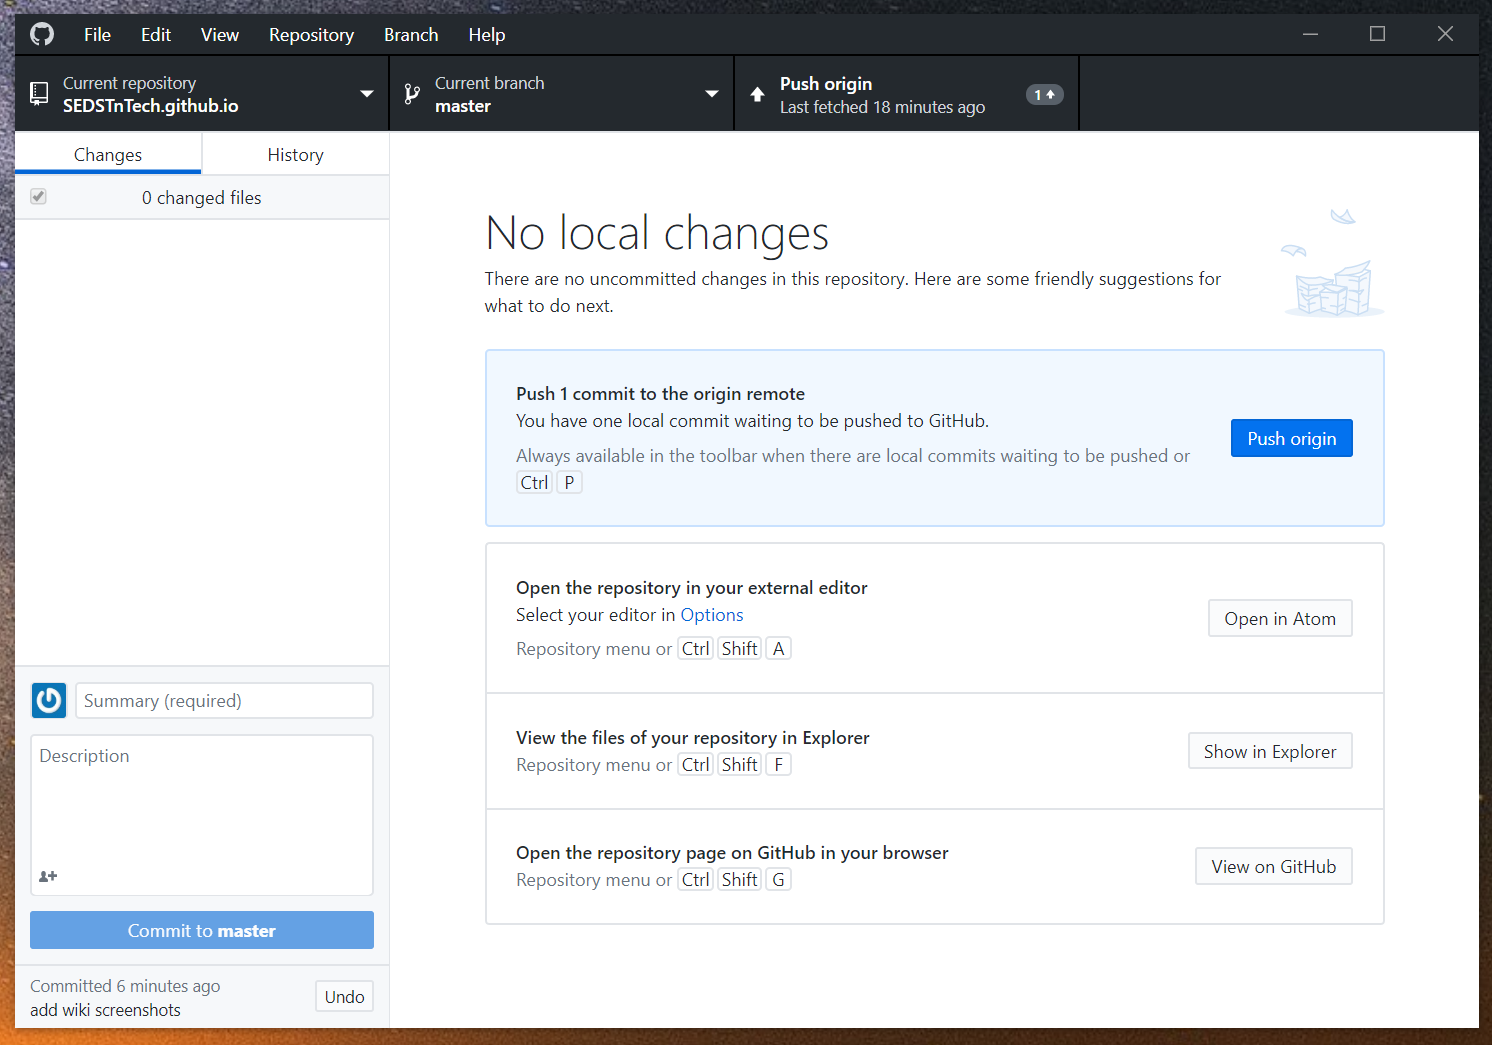 File Edit View Repository Branch Help
Current repository
SEDSTnTech.github.io
Current branch
master
Push origin
Last fetched 18 minutes ago
1
Changes
History
0 changed files
No local changes
There are no uncommitted changes in this repository. Here are some friendly suggestions for
what to do next.
Push 1 commit to the origin remote
You have one local commit waiting to be pushed to GitHub.
Always available in the toolbar when there are local commits waiting to be pushed or
Ctrl P
Push origin
Open the repository in your external editor
Select your editor in Options
Repository menu or Ctrl Shift A
Open in Atom
View the files of your repository in Explorer
Repository menu or Ctrl Shift F
Show in Explorer
Open the repository page on GitHub in your browser
Repository menu or Ctrl Shift G
View on GitHub
Summary (required)
Description
Commit to master
Committed 6 minutes ago
add wiki screenshots
Undo